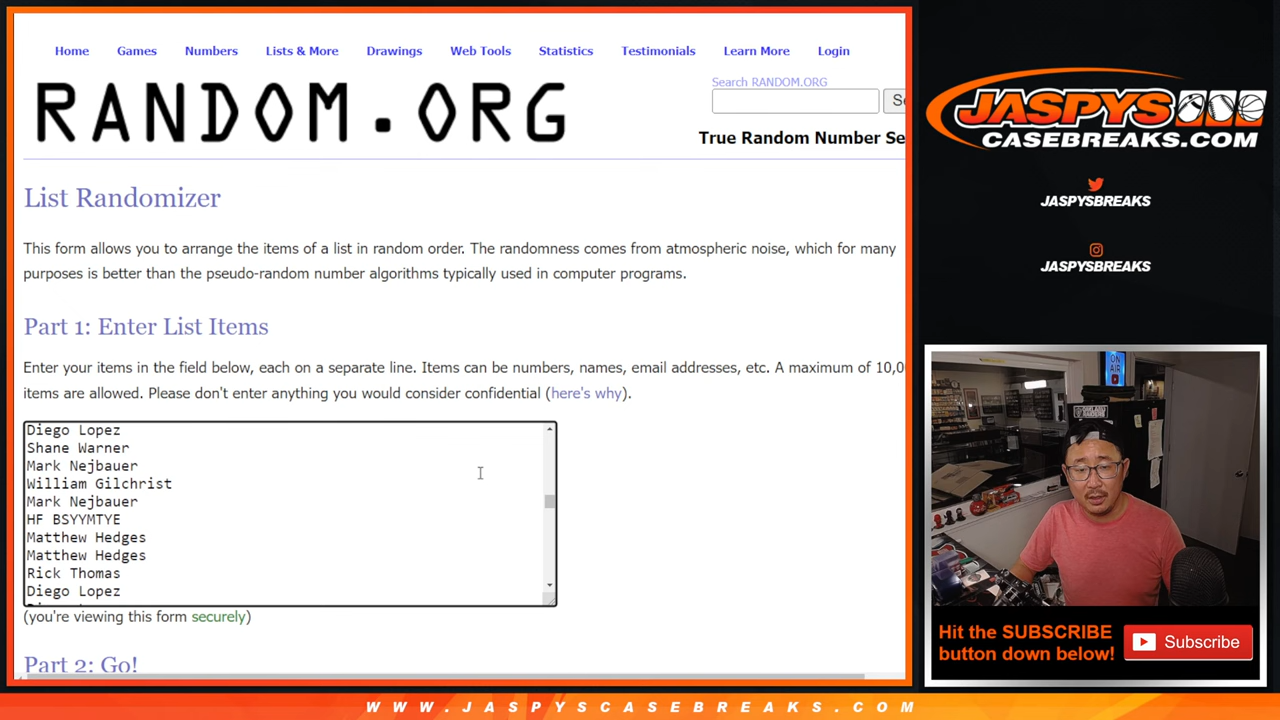 Home Games Numbers Lists & More Drawings Web Tools Statistics Testimonials Learn More Login
RANDOM.ORG
Search RANDOM.ORG
True Random Number Se
List Randomizer
This form allows you to arrange the items of a list in random order. The randomness comes from atmospheric noise, which for many
purposes is better than the pseudo-random number algorithms typically used in computer programs.
Part 1: Enter List Items
Enter your items in the field below, each on a separate line. Items can be numbers, names, email addresses, etc. A maximum of 10,0
items are allowed. Please don't enter anything you would consider confidential (here's why).
Diego Lopez
Shane Warner
Mark Nejbauer
William Gilchrist
Mark Nejbauer
HF BSYYMTYE
Matthew Hedges
Matthew Hedges
Rick Thomas
Diego Lopez
(you're viewing this form securely)
Part 2: Go!
JASPYS
CASEBREAKS.COM
JASPYSBREAKS
JASPYSBREAKS
ON
AIR
Hit the SUBSCRIBE
button down below!
Subscribe
WWW.JASPYSCASEBREAKS.COM